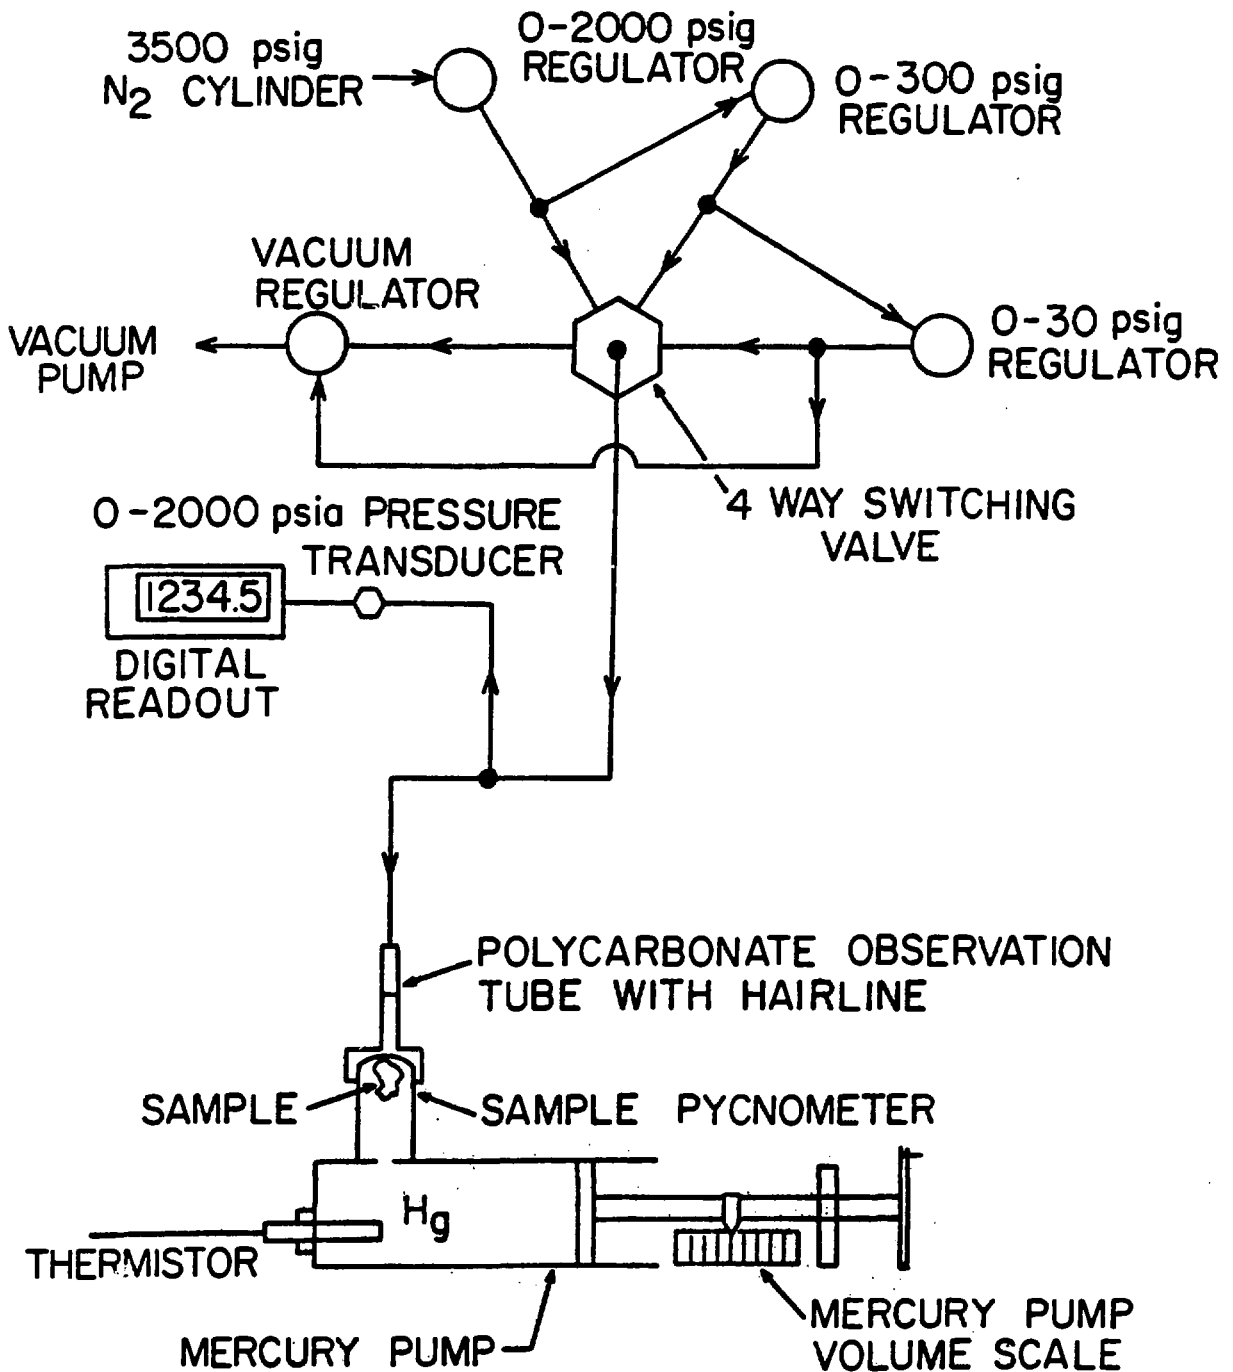 3500 psig
N2 CYLINDER
0-2000 psig
REGULATOR
0-300 psig
REGULATOR
VACUUM
REGULATOR
VACUUM
PUMP
0-30 psig
REGULATOR
4 WAY SWITCHING
VALVE
0-2000 psia PRESSURE
TRANSDUCER
1234.5
DIGITAL
READOUT
POLYCARBONATE OBSERVATION
TUBE WITH HAIRLINE
SAMPLE
SAMPLE PYCNOMETER
Hg
THERMISTOR
MERCURY PUMP
MERCURY PUMP
VOLUME SCALE